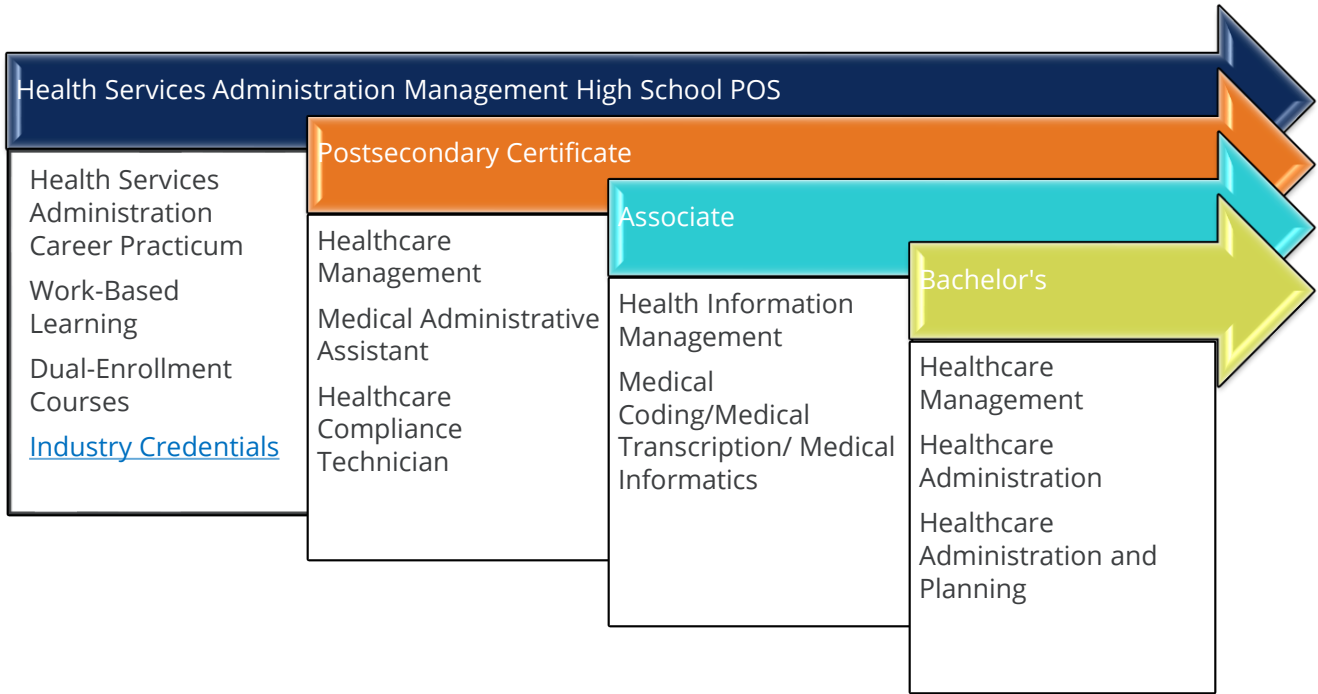 Health Services Administration Management High School POS
Health Services
Administration
Career Practicum
Work-Based
Learning
Dual-Enrollment
Courses
Industry Credentials
Postsecondary Certificate
Healthcare
Management
Medical Administrative
Assistant
Healthcare
Compliance
Technician
Associate
Health Information
Management
Medical
Coding/Medical
Transcription/ Medical
Informatics
Bachelor's
Healthcare
Management
Healthcare
Administration
Healthcare
Administration and
Planning